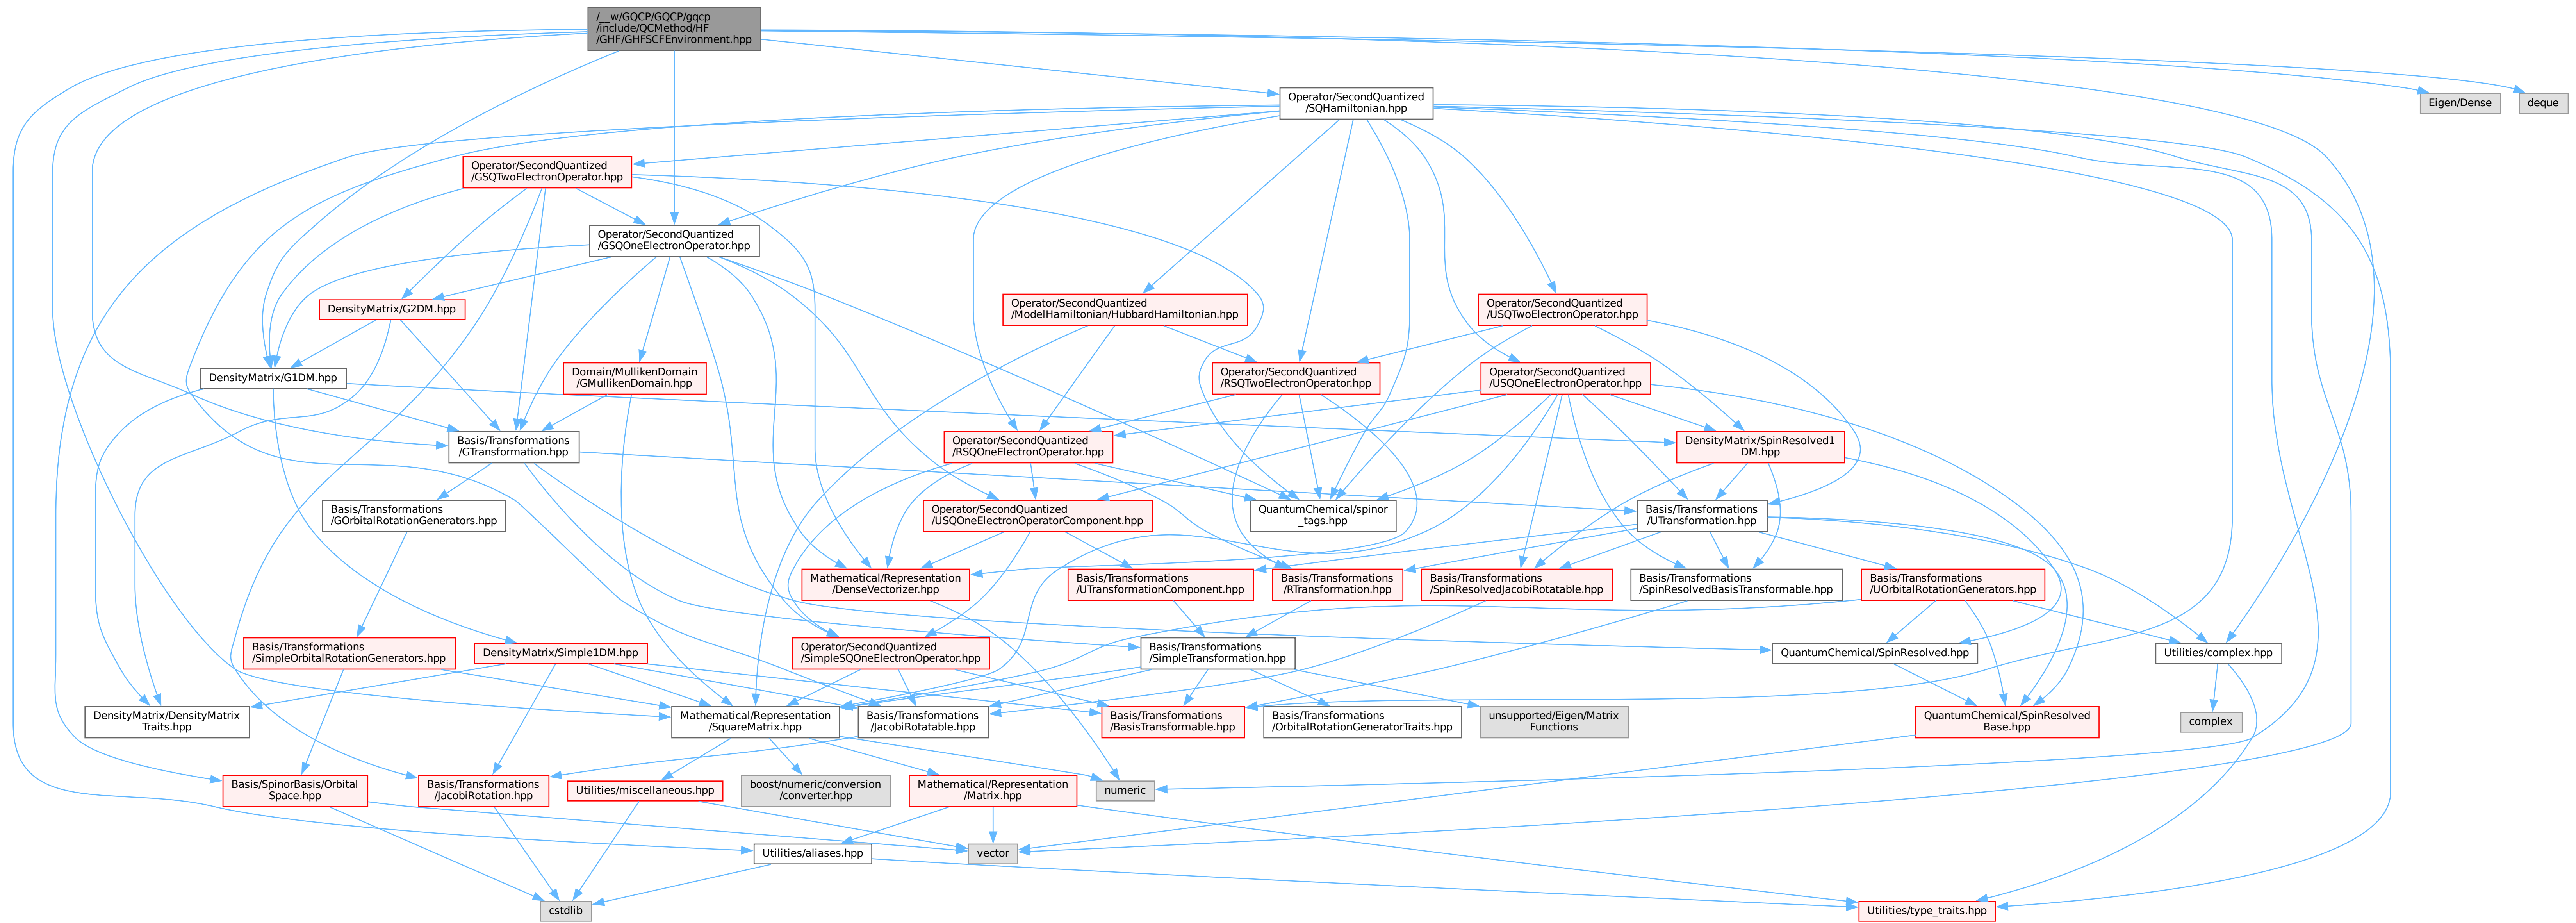 /__w/GQCP/GQCP/gqcp
/include/QCMethod/HF
/GHF/GHFSCFEnvironment.hpp
Operator/SecondQuantized
/SQHamiltonian.hpp
Eigen/Dense
deque
Operator/SecondQuantized
/GSQTwoElectronOperator.hpp
Operator/SecondQuantized
/GSQOneElectronOperator.hpp
DensityMatrix/G2DM.hpp
Operator/SecondQuantized
/ModelHamiltonian/HubbardHamiltonian.hpp
Operator/SecondQuantized
/USQTwoElectronOperator.hpp
DensityMatrix/G1DM.hpp
Domain/MullikenDomain
/GMullikenDomain.hpp
Operator/SecondQuantized
/RSQTwoElectronOperator.hpp
Operator/SecondQuantized
/USQOneElectronOperator.hpp
Basis/Transformations
/GTransformation.hpp
Operator/SecondQuantized
/RSQOneElectronOperator.hpp
DensityMatrix/SpinResolved1
DM.hpp
Basis/Transformations
/GOrbitalRotationGenerators.hpp
Operator/SecondQuantized
/USQOneElectronOperatorComponent.hpp
QuantumChemical/spinor
_tags.hpp
Basis/Transformations
/UTransformation.hpp
Mathematical/Representation
/DenseVectorizer.hpp
Basis/Transformations
/UTransformationComponent.hpp
Basis/Transformations
/RTransformation.hpp
Basis/Transformations
/SpinResolvedJacobiRotatable.hpp
Basis/Transformations
/SpinResolvedBasisTransformable.hpp
Basis/Transformations
/UOrbitalRotationGenerators.hpp
Basis/Transformations
/SimpleOrbitalRotationGenerators.hpp
DensityMatrix/Simple1DM.hpp
Operator/SecondQuantized
/SimpleSQOneElectronOperator.hpp
Basis/Transformations
/SimpleTransformation.hpp
QuantumChemical/SpinResolved.hpp
Utilities/complex.hpp
DensityMatrix/DensityMatrix
Traits.hpp
Mathematical/Representation
/SquareMatrix.hpp
Basis/Transformations
/JacobiRotatable.hpp
Basis/Transformations
/BasisTransformable.hpp
Basis/Transformations
/OrbitalRotationGeneratorTraits.hpp
unsupported/Eigen/Matrix
Functions
QuantumChemical/SpinResolved
Base.hpp
complex
Basis/SpinorBasis/Orbital
Space.hpp
Basis/Transformations
/JacobiRotation.hpp
Utilities/miscellaneous.hpp
boost/numeric/conversion
/converter.hpp
Mathematical/Representation
/Matrix.hpp
numeric
Utilities/aliases.hpp
vector
cstdlib
Utilities/type_traits.hpp